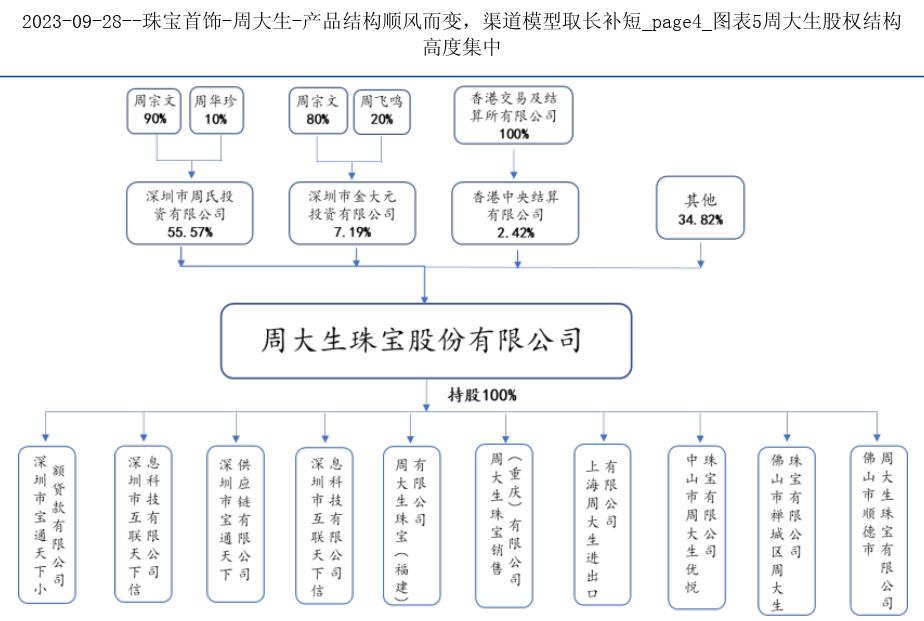 2023-09-28--珠宝首饰-周大生-产品结构顺风而变，渠道模型取长补短_page4_图表5周大生股权结构
高度集中
周宗文
90%
周华珍
10%
周宗文
80%
周飞鸣
20%
香港交易及结
算所有限公司
100%
深圳市周氏投
资有限公司
55.57%
深圳市金大元
投资有限公司
7.19%
香港中央结算
有限公司
2.42%
其他
34.82%
周大生珠宝股份有限公司
持股100%
深圳市宝通天下小
额贷款有限公司
深圳市互联天下信
息科技有限公司
深圳市宝通天下
供应链有限公司
深圳市互联天下信
息科技有限公司
周大生珠宝（福建）
有限公司
周大生珠宝销售
（重庆）有限公司
上海周大生进出口
有限公司
中山市周大生优悦
珠宝有限公司
佛山市禅城区周大生
珠宝有限公司
佛山市顺德市
周大生珠宝有限公司